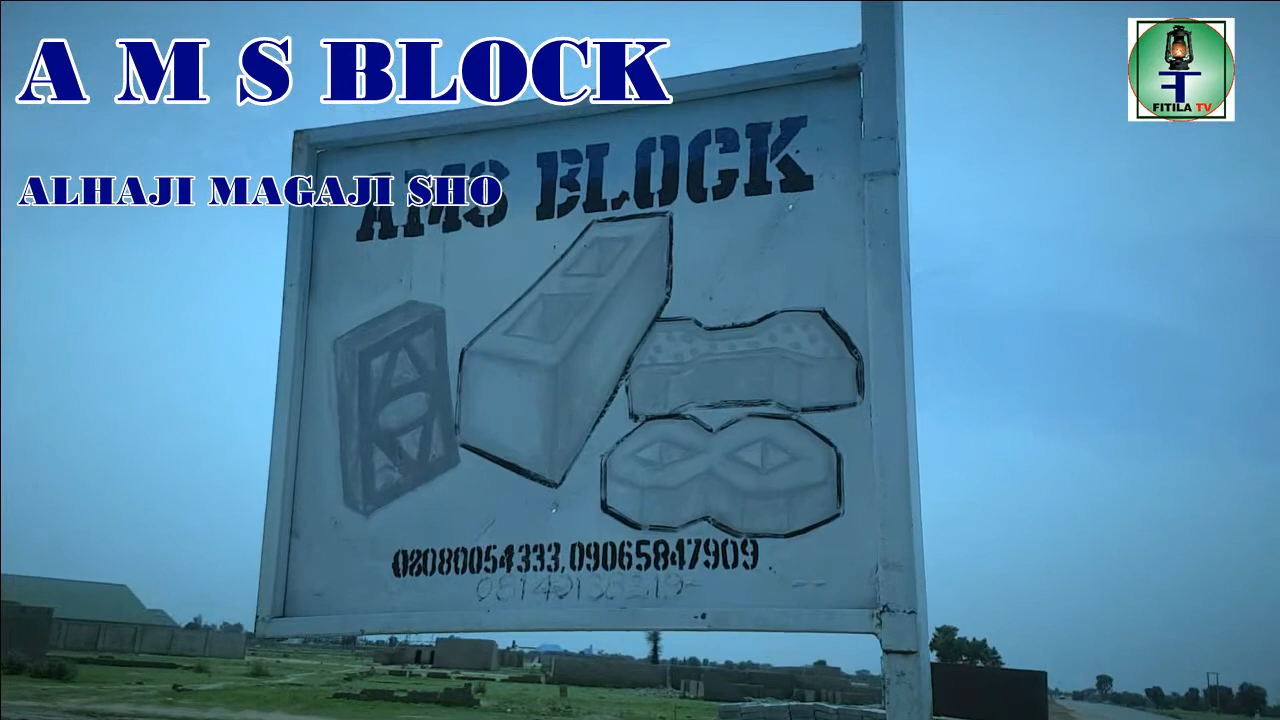 A M S BLOCK
FITILA TV
ALHAJI MAGAJI SHO
AMS BLOCK
08080054333, 09065847909